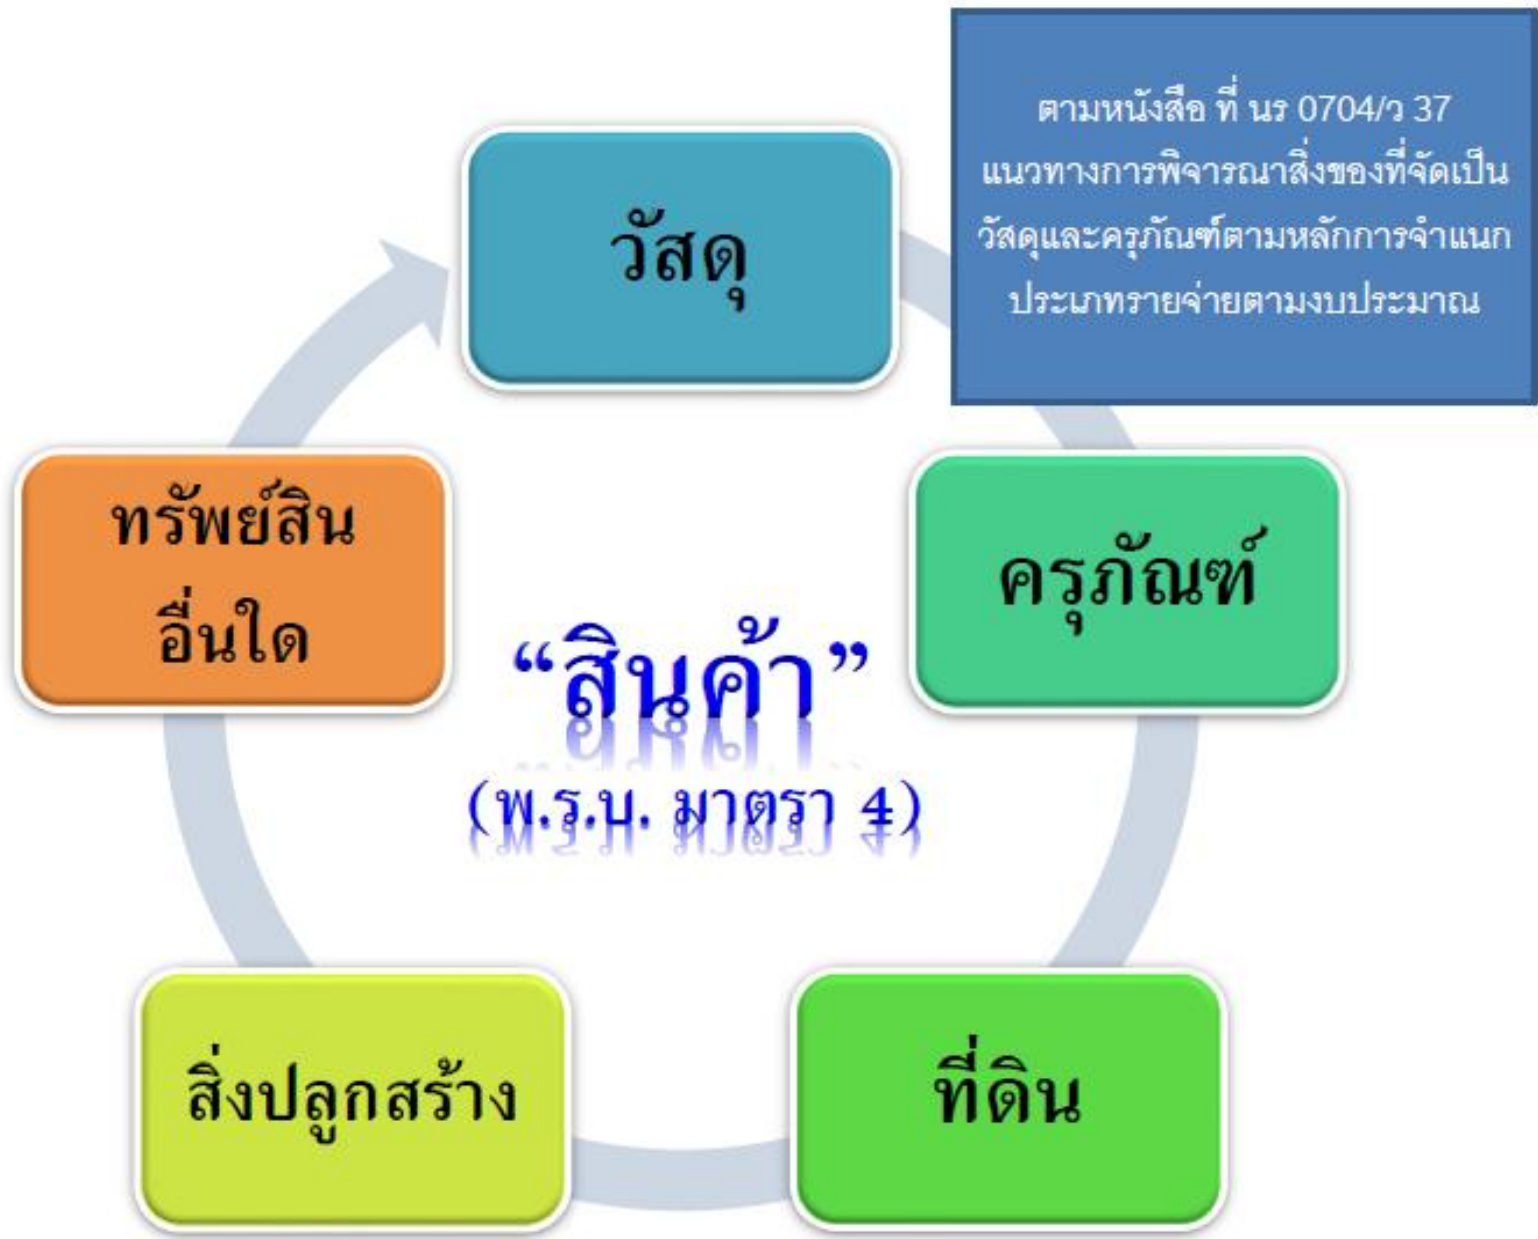 ตามหนังสือ ที่ นร 0704/ว 37
แนวทางการพิจารณาสิ่งของที่จัดเป็น
วัสดุและครุภัณฑ์ตามหลักการจำแนก
ประเภทรายจ่ายตามงบประมาณ
วัสดุ
ทรัพย์สิน
อื่นใด
ครุภัณฑ์
“สินค้า”
(พ.ร.บ. มาตรา 4)
สิ่งปลูกสร้าง
ที่ดิน